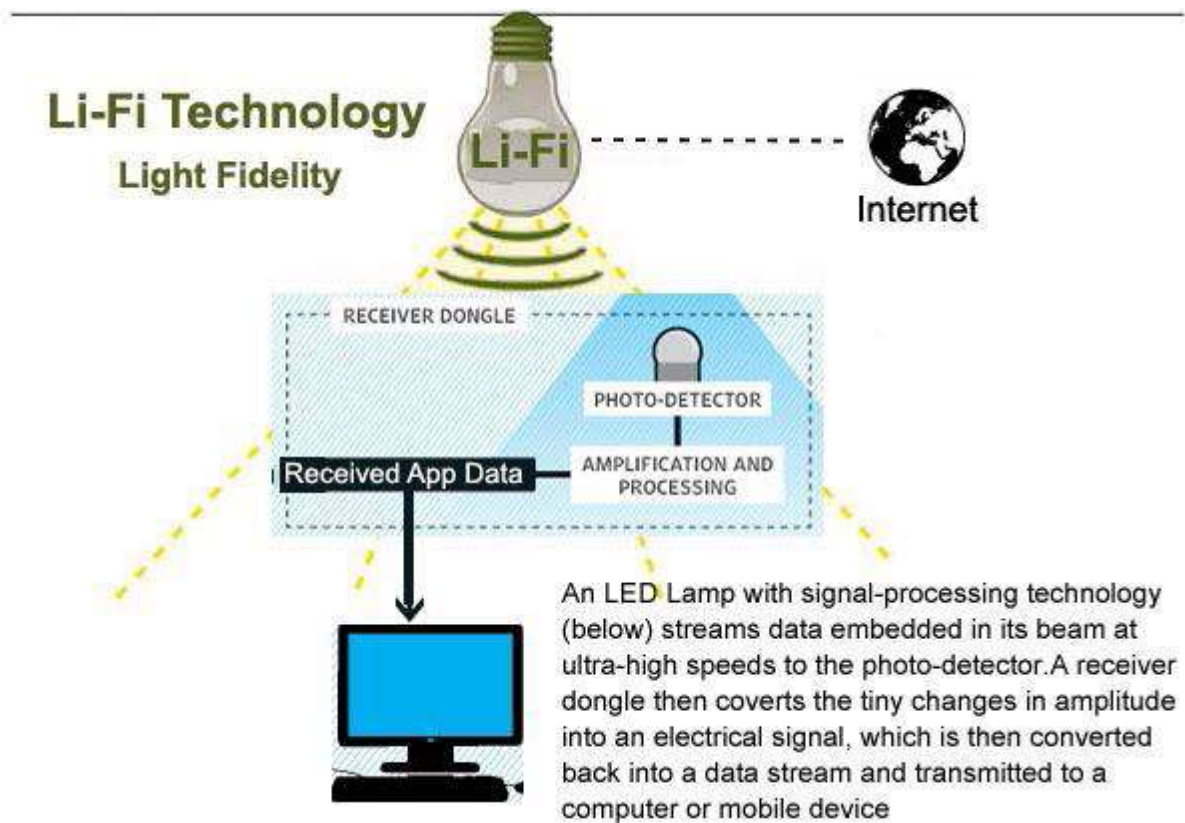 Li-Fi Technology
Light Fidelity
Li-Fi
Internet
RECEIVER DONGLE
PHOTO-DETECTOR
AMPLIFICATION AND
PROCESSING
Received App Data
An LED Lamp with signal-processing technology
(below) streams data embedded in its beam at
ultra-high speeds to the photo-detector.A receiver
dongle then coverts the tiny changes in amplitude
into an electrical signal, which is then converted
back into a data stream and transmitted to a
computer or mobile device